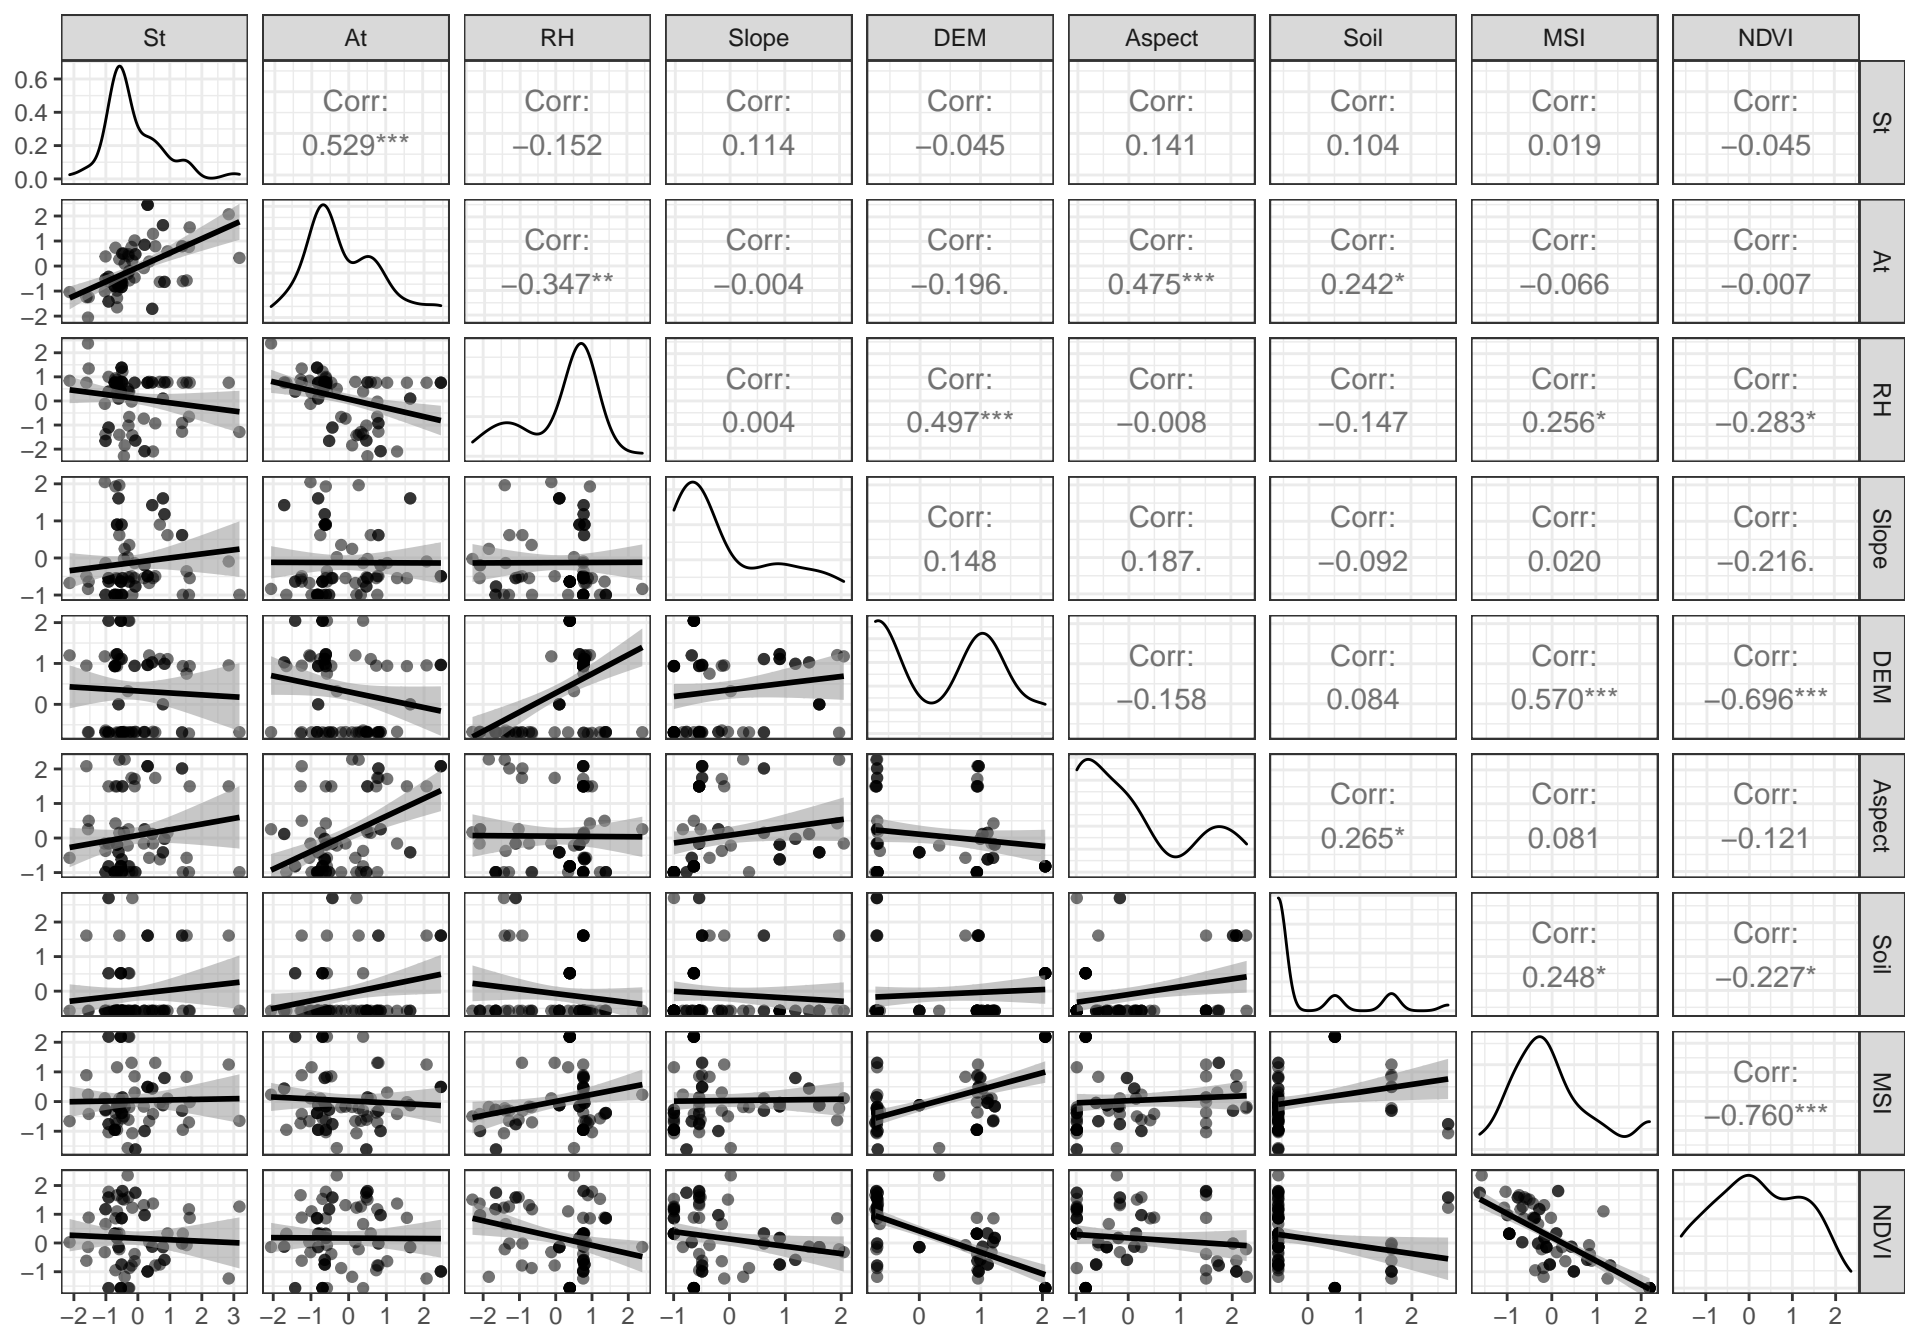 St At RH Slope DEM Aspect Soil MSI NDVI
0.6
0.4
0.2
0.0
Corr: Corr: Corr: Corr: Corr: Corr: Corr: Corr:
0.529*** −0.152 0.114 −0.045 0.141 0.104 0.019 −0.045
St
2
1
0
−1
−2
Corr: Corr: Corr: Corr: Corr: Corr: Corr:
−0.347** −0.004 −0.196. 0.475*** 0.242* −0.066 −0.007
At
2
1
0
−1
−2
Corr: Corr: Corr: Corr: Corr: Corr:
0.004 0.497*** −0.008 −0.147 0.256* −0.283*
RH
2
1
0
−1
Corr: Corr: Corr: Corr: Corr:
0.148 0.187. −0.092 0.020 −0.216.
Slope
2
1
0
Corr: Corr: Corr: Corr:
−0.158 0.084 0.570*** −0.696***
DEM
2
1
0
−1
Corr: Corr: Corr:
0.265* 0.081 −0.121
Aspect
2
1
0
Corr: Corr:
0.248* −0.227*
Soil
2
1
0
−1
Corr:
−0.760***
MSI
2
1
0
−1
NDVI
−2 −1 0 1 2 3 −2 −1 0 1 2 −2 −1 0 1 2 −1 0 1 2 0 1 2 −1 0 1 2 0 1 2 −1 0 1 2 −1 0 1 2